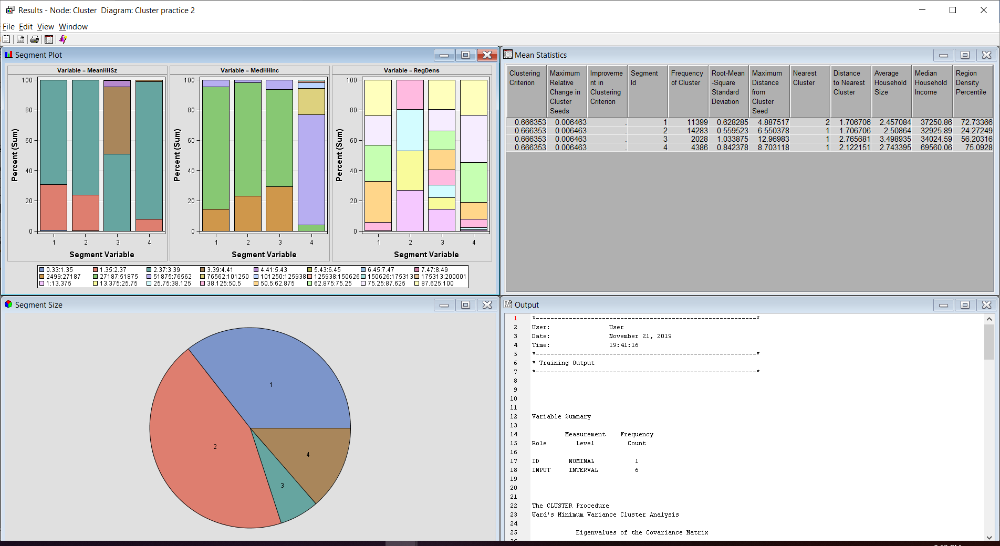 Results - Node: Cluster  Diagram: Cluster practice 2
File Edit View Window
Segment Plot
Variable = MeanHHSz
100
80
60
40
20
0
Percent (Sum)
1 2 3 4
Segment Variable
Variable = MedHHInc
100
80
60
40
20
0
Percent (Sum)
1 2 3 4
Segment Variable
Variable = RegDens
100
80
60
40
20
0
Percent (Sum)
1 2 3 4
Segment Variable
0.33:1.35 1.35:2.37 2.37:3.39 3.39:4.41 4.41:5.43 5.43:6.45 6.45:7.47 7.47:8.49
2499:27187 27187:51875 51875:76562 76562:101250 101250:125938 125938:150626 150626:175313 175313:200001
1:13.375 13.375:25.75 25.75:38.125 38.125:50.5 50.5:62.875 62.875:75.25 75.25:87.625 87.625:100
Mean Statistics
Clustering Criterion Maximum Relative Change in Cluster Seeds Improveme nt in Clustering Criterion Segment Id Frequency of Cluster Root-Mean -Square Standard Deviation Maximum Distance from Cluster Seed Nearest Cluster Distance to Nearest Cluster Average Household Size Median Household Income Region Density Percentile
0.666353 0.006463 . 1 11399 0.628285 4.887517 2 1.706706 2.457084 37250.86 72.73366
0.666353 0.006463 . 2 14283 0.559523 6.550378 1 1.706706 2.50864 32925.89 24.27249
0.666353 0.006463 . 3 2028 1.033875 12.96983 1 2.765681 3.498935 34024.59 56.20316
0.666353 0.006463 . 4 4386 0.842378 8.703118 1 2.122151 2.743395 69560.06 75.0928
Segment Size
1
2
3
4
Output
1 *------------------------------------------------------------*
2 User: User
3 Date: November 21, 2019
4 Time: 19:41:16
5 *------------------------------------------------------------*
6 * Training Output
7 *------------------------------------------------------------*
8
9
10
11
12 Variable Summary
13
14 Measurement Frequency
15 Role Level Count
16
17 ID NOMINAL 1
18 INPUT INTERVAL 6
19
20
21
22 The CLUSTER Procedure
23 Ward's Minimum Variance Cluster Analysis
24
25 Eigenvalues of the Covariance Matrix